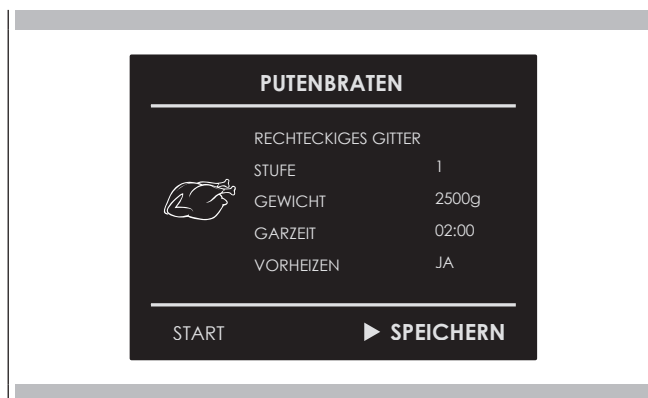 PUTENBRATEN
RECHTECKIGES GITTER
STUFE 1
GEWICHT 2500g
GARZEIT 02:00
VORHEIZEN JA
START ▶ SPEICHERN